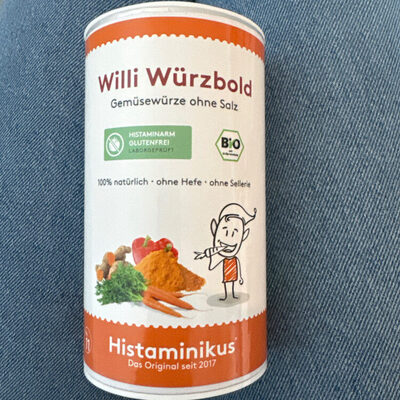 Willi Würzbold
Gemüsewürze ohne Salz
HISTAMINARM
GLUTENFREI
LABORGEPRÜFT
BIO
100% natürlich · ohne Hefe · ohne Sellerie
Histaminikus
Das Original seit 2017